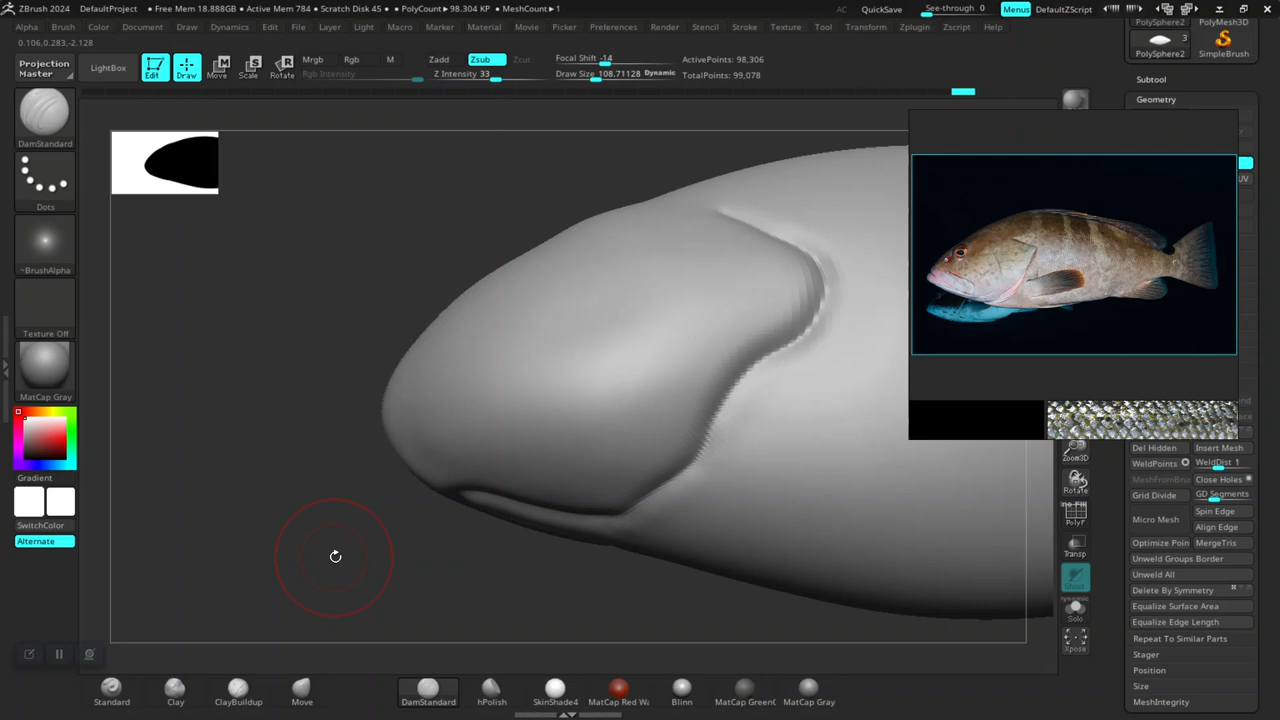 ZBrush 2024 DefaultProject • Free Mem 18.888GB • Active Mem 784 • Scratch Disk 45 • PolyCount▸98.304 KP • MeshCount▸1 AC QuickSave See-through 0 Menus DefaultZScript
Alpha Brush Color Document Draw Dynamics Edit File Layer Light Macro Marker Material Movie Picker Preferences Render Stencil Stroke Texture Tool Transform Zplugin Zscript Help
PolySphere2 PolyMesh3D
0.106,0.283,-2.128
3
PolySphere2 SimpleBrush
Projection Master
LightBox
Edit Draw Move Scale Rotate
Mrgb Rgb M
Rgb Intensity
Zadd Zsub Zcut
Z Intensity 33
Focal Shift -14
Draw Size 108.71128 Dynamic
ActivePoints: 98,306
TotalPoints: 99,078
Subtool
Geometry
DamStandard
Dots
~BrushAlpha
Texture Off
MatCap Gray
Gradient
SwitchColor
Alternate
UV
Zoom3D
Rotate
PolyF
Transp
Ghost
Dynamic
Solo
Xpose
Del Hidden Insert Mesh
WeldPoints WeldDist 1
MeshFromBru Close Holes
Grid Divide GD Segments
Spin Edge
Micro Mesh Align Edge
Optimize Poin MergeTris
Unweld Groups Border
Unweld All
Delete By Symmetry
Equalize Surface Area
Equalize Edge Length
Repeat To Similar Parts
Stager
Position
Size
MeshIntegrity
Standard Clay ClayBuildup Move DamStandard hPolish SkinShade4 MatCap Red Wa Blinn MatCap GreenC MatCap Gray